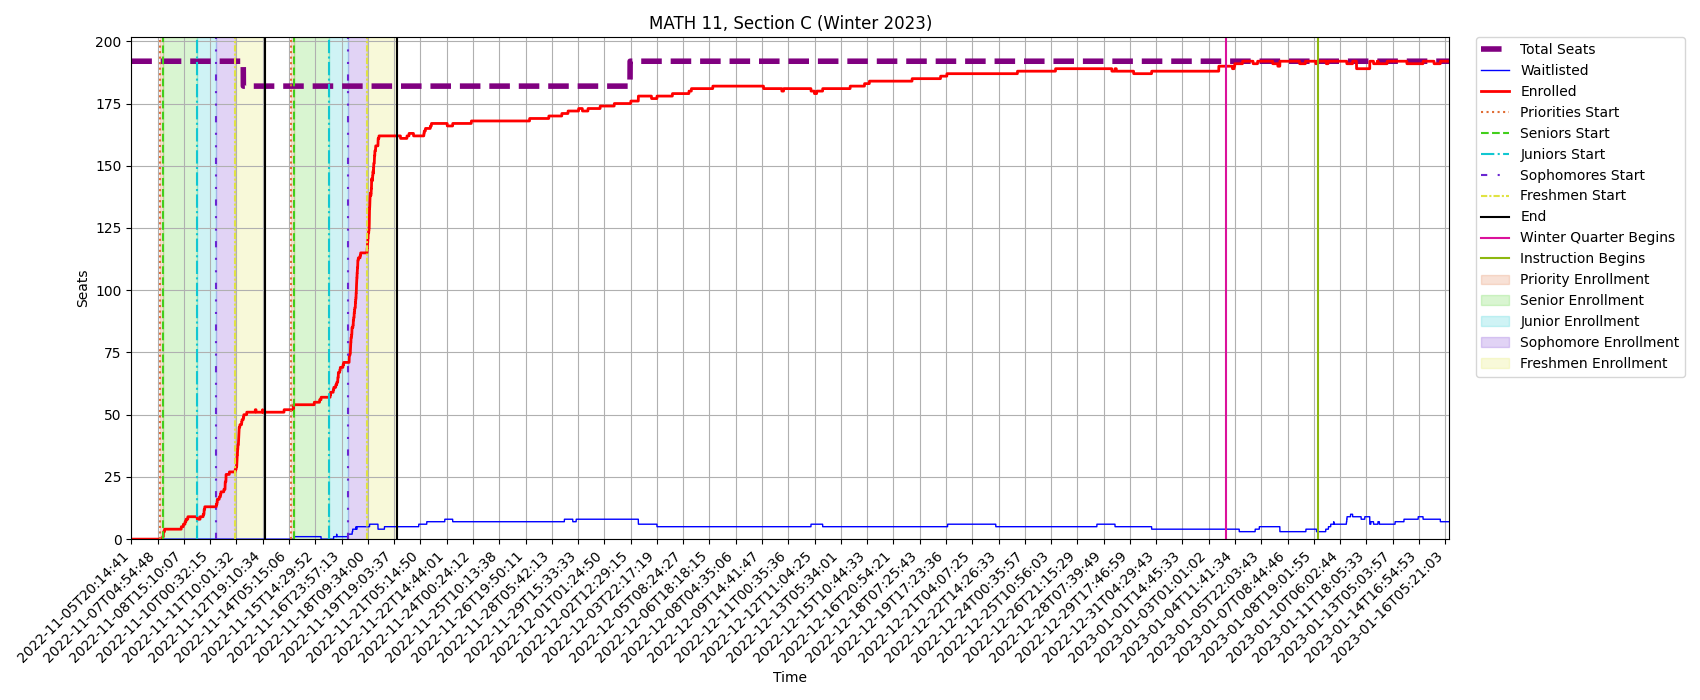 MATH 11, Section C (Winter 2023)
200
175
150
125
100
75
50
25
0
Seats
2022-11-05T20:14:41
2022-11-07T04:54:48
2022-11-08T15:10:07
2022-11-10T00:32:15
2022-11-11T10:01:32
2022-11-12T19:10:34
2022-11-14T05:15:06
2022-11-15T14:29:52
2022-11-16T23:57:13
2022-11-18T09:34:00
2022-11-19T19:03:37
2022-11-21T05:14:50
2022-11-22T14:44:01
2022-11-24T00:24:12
2022-11-25T10:13:38
2022-11-26T19:50:11
2022-11-28T05:42:13
2022-11-29T15:33:33
2022-12-01T01:24:50
2022-12-02T12:29:15
2022-12-03T22:17:19
2022-12-05T08:24:27
2022-12-06T18:18:15
2022-12-08T04:35:06
2022-12-09T14:41:47
2022-12-11T00:35:36
2022-12-12T11:04:25
2022-12-13T05:34:01
2022-12-15T10:44:33
2022-12-16T20:54:21
2022-12-18T07:25:43
2022-12-19T17:23:36
2022-12-21T04:07:25
2022-12-22T14:26:33
2022-12-24T00:35:57
2022-12-25T10:56:03
2022-12-26T21:15:29
2022-12-28T07:39:49
2022-12-29T17:46:59
2022-12-31T04:29:43
2023-01-01T14:45:33
2023-01-03T01:01:02
2023-01-04T11:41:34
2023-01-05T22:03:43
2023-01-07T08:44:46
2023-01-08T19:01:55
2023-01-10T06:02:44
2023-01-11T18:05:33
2023-01-13T05:03:57
2023-01-14T16:54:53
2023-01-16T05:21:03
Time
Total Seats
Waitlisted
Enrolled
Priorities Start
Seniors Start
Juniors Start
Sophomores Start
Freshmen Start
End
Winter Quarter Begins
Instruction Begins
Priority Enrollment
Senior Enrollment
Junior Enrollment
Sophomore Enrollment
Freshmen Enrollment